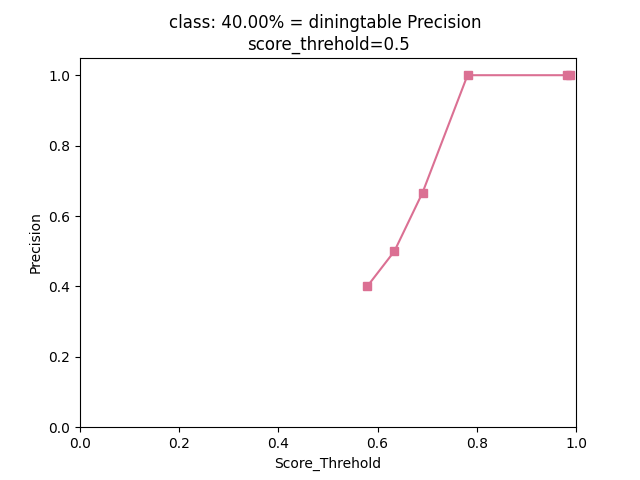 class: 40.00% = diningtable Precision
score_threhold=0.5
1.0
0.8
0.6
0.4
0.2
0.0
Precision
0.0 0.2 0.4 0.6 0.8 1.0
Score_Threhold